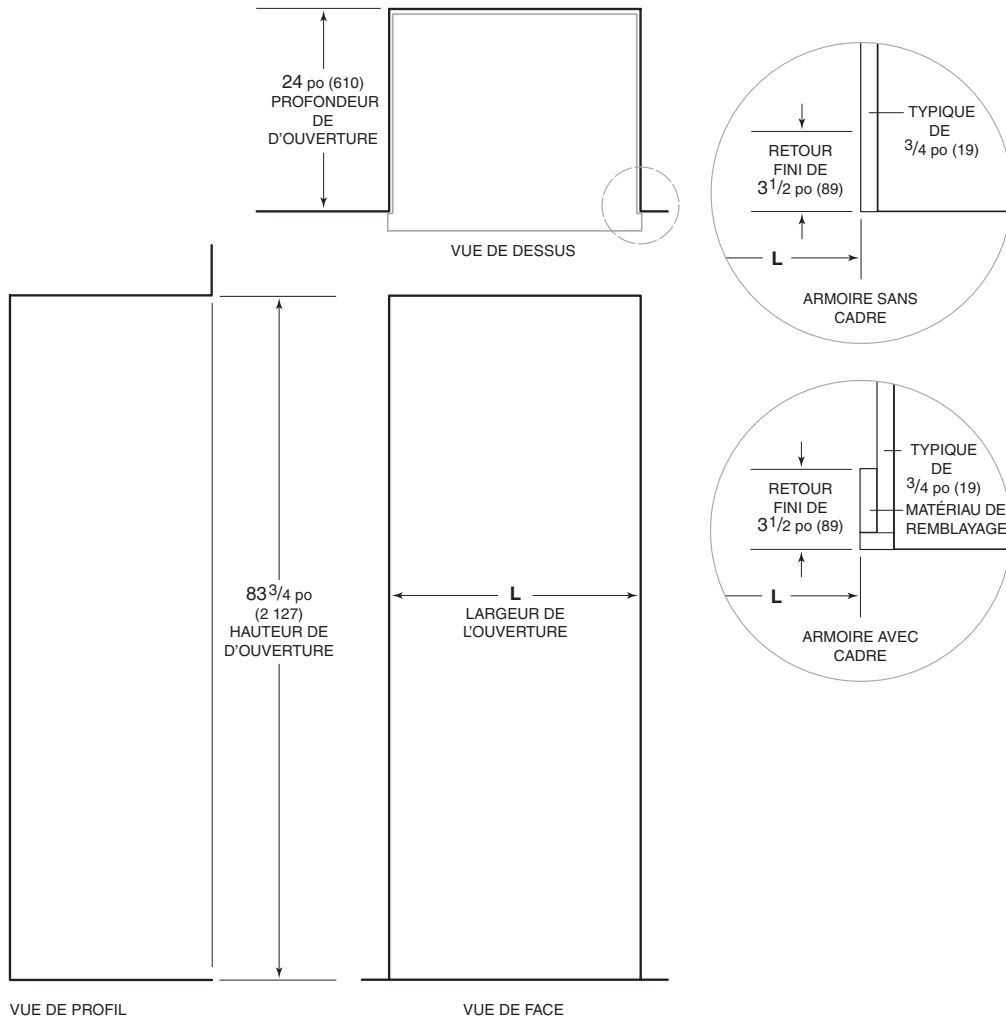 24 po (610)
PROFONDEUR
DE
D'OUVERTURE
VUE DE DESSUS
TYPIQUE
DE
3/4 po (19)
RETOUR
FINI DE
3 1/2 po (89)
L
ARMOIRE SANS
CADRE
TYPIQUE
DE
3/4 po (19)
MATÉRIAU DE
REMBLAYAGE
RETOUR
FINI DE
3 1/2 po (89)
L
ARMOIRE AVEC
CADRE
83 3/4 po
(2 127)
HAUTEUR DE
D'OUVERTURE
L
LARGEUR DE
L'OUVERTURE
VUE DE PROFIL
VUE DE FACE